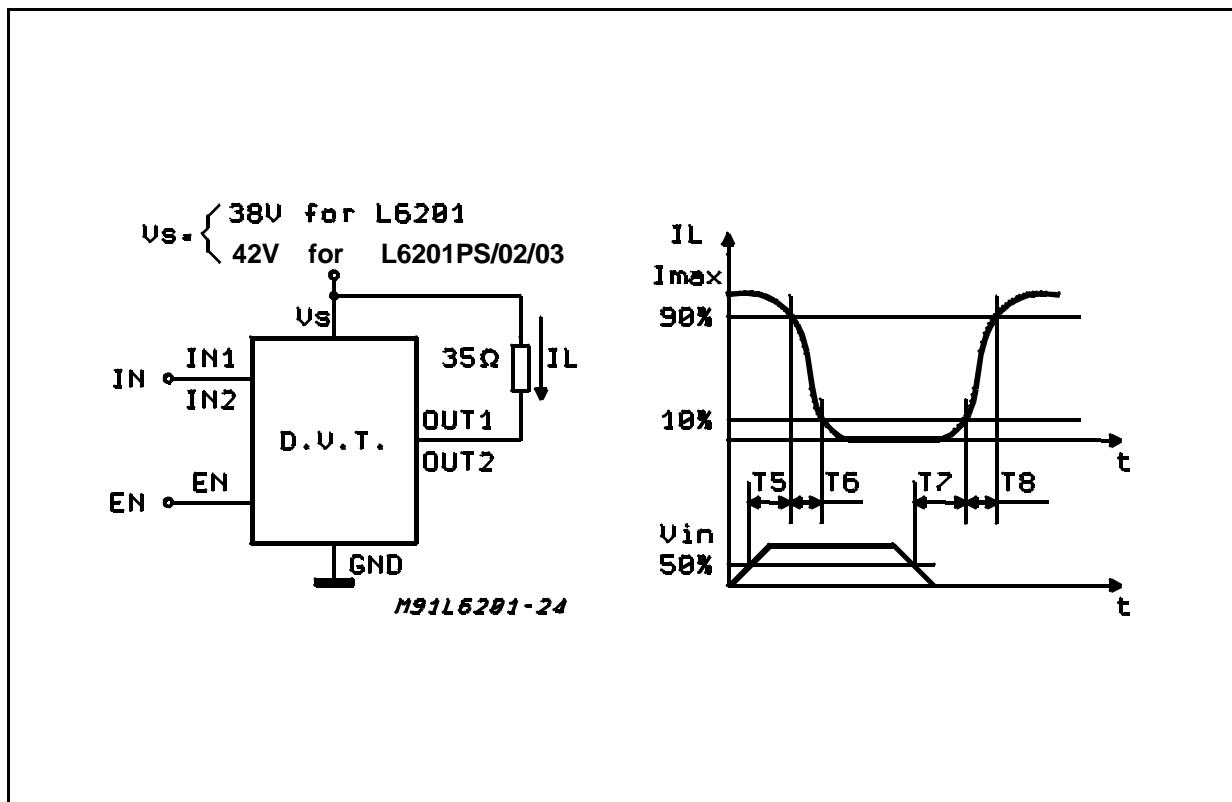 Vs=
38V for L6201
42V for L6201PS/02/03
Vs
IN
IN1
IN2
EN
EN
D.V.T.
35Ω
IL
OUT1
OUT2
GND
M91L6201-24
IL
Imax
90%
10%
t
T5
T6
T7
T8
Vin
50%
t